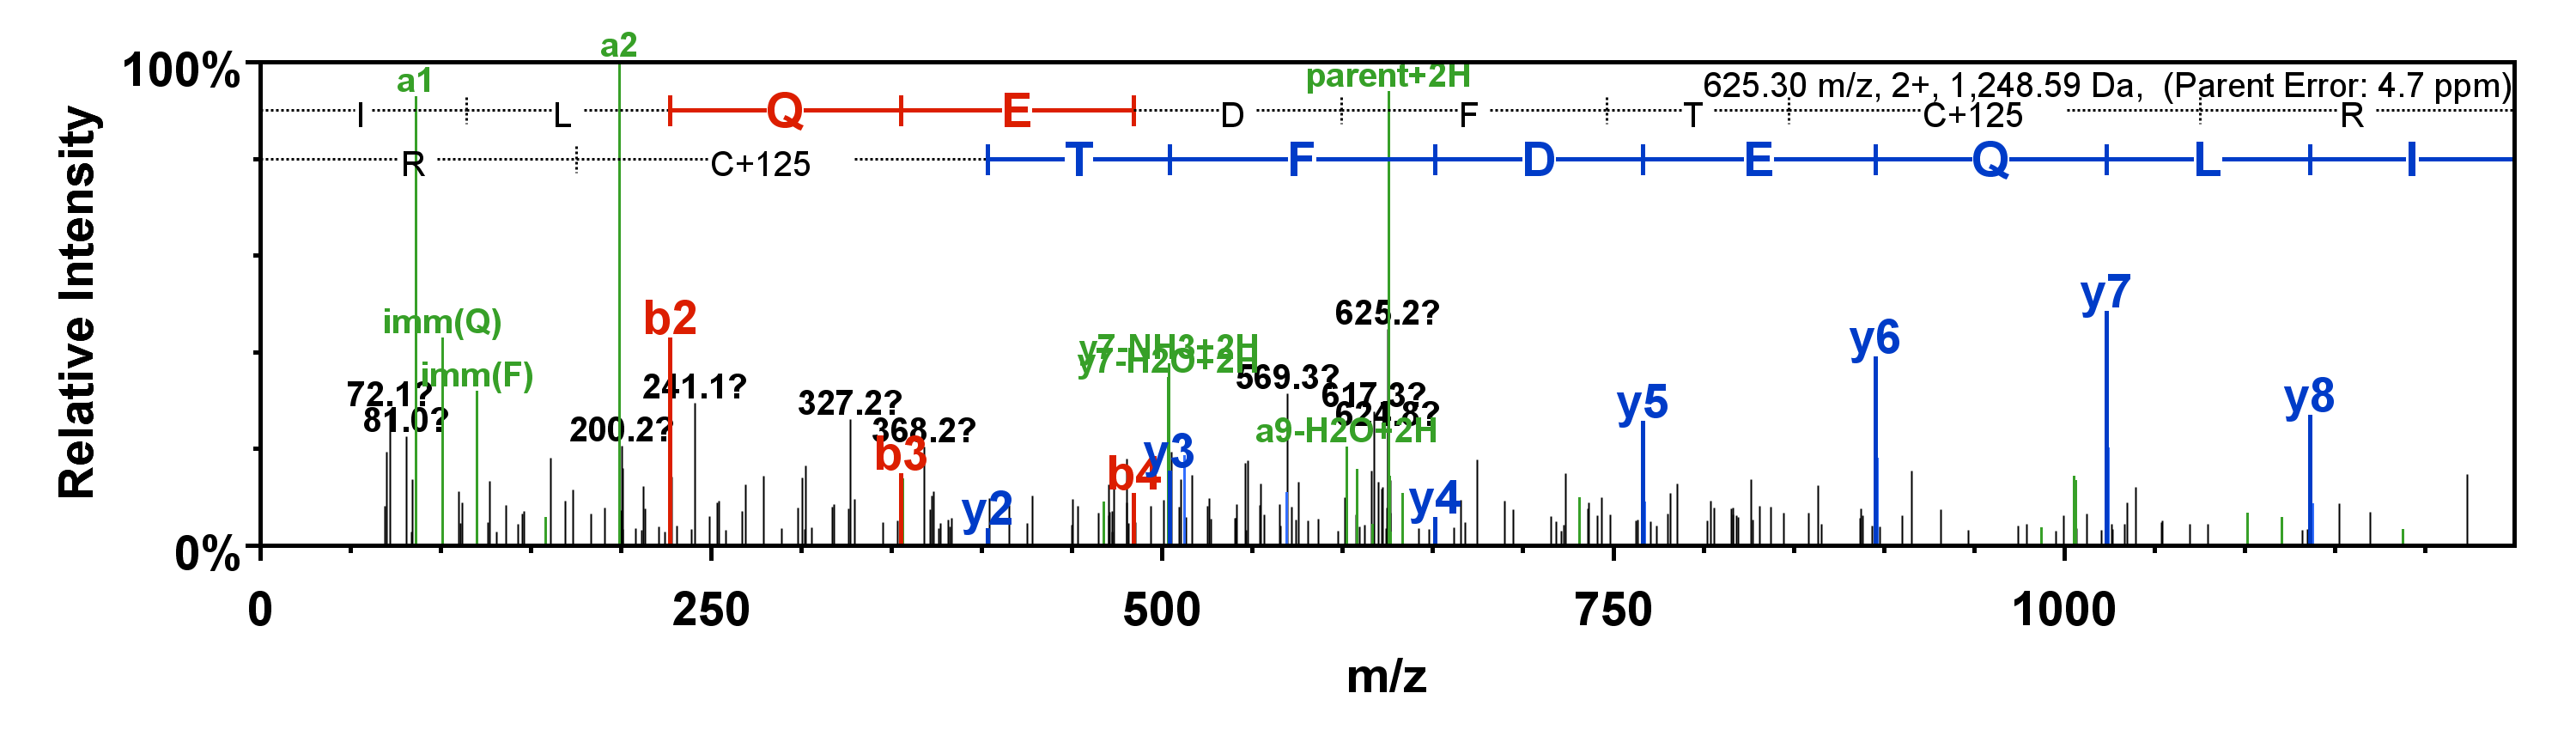 a2
100%
a1
parent+2H
625.30 m/z, 2+, 1,248.59 Da, (Parent Error: 4.7 ppm)
I L Q E D F T C+125 R
R C+125 T F D E Q L I
Relative Intensity
imm(Q)
b2
625.2?
y7
y6
y7-NH3+2H
y7-H2O+2H
imm(F)
72.1?
241.1?
569.3?
617.3?
81.0?
327.2?
624.8?
y5
y8
200.2?
368.2?
a9-H2O+2H
b3
y3
b4
y2
y4
0%
0 250 500 750 1000
m/z